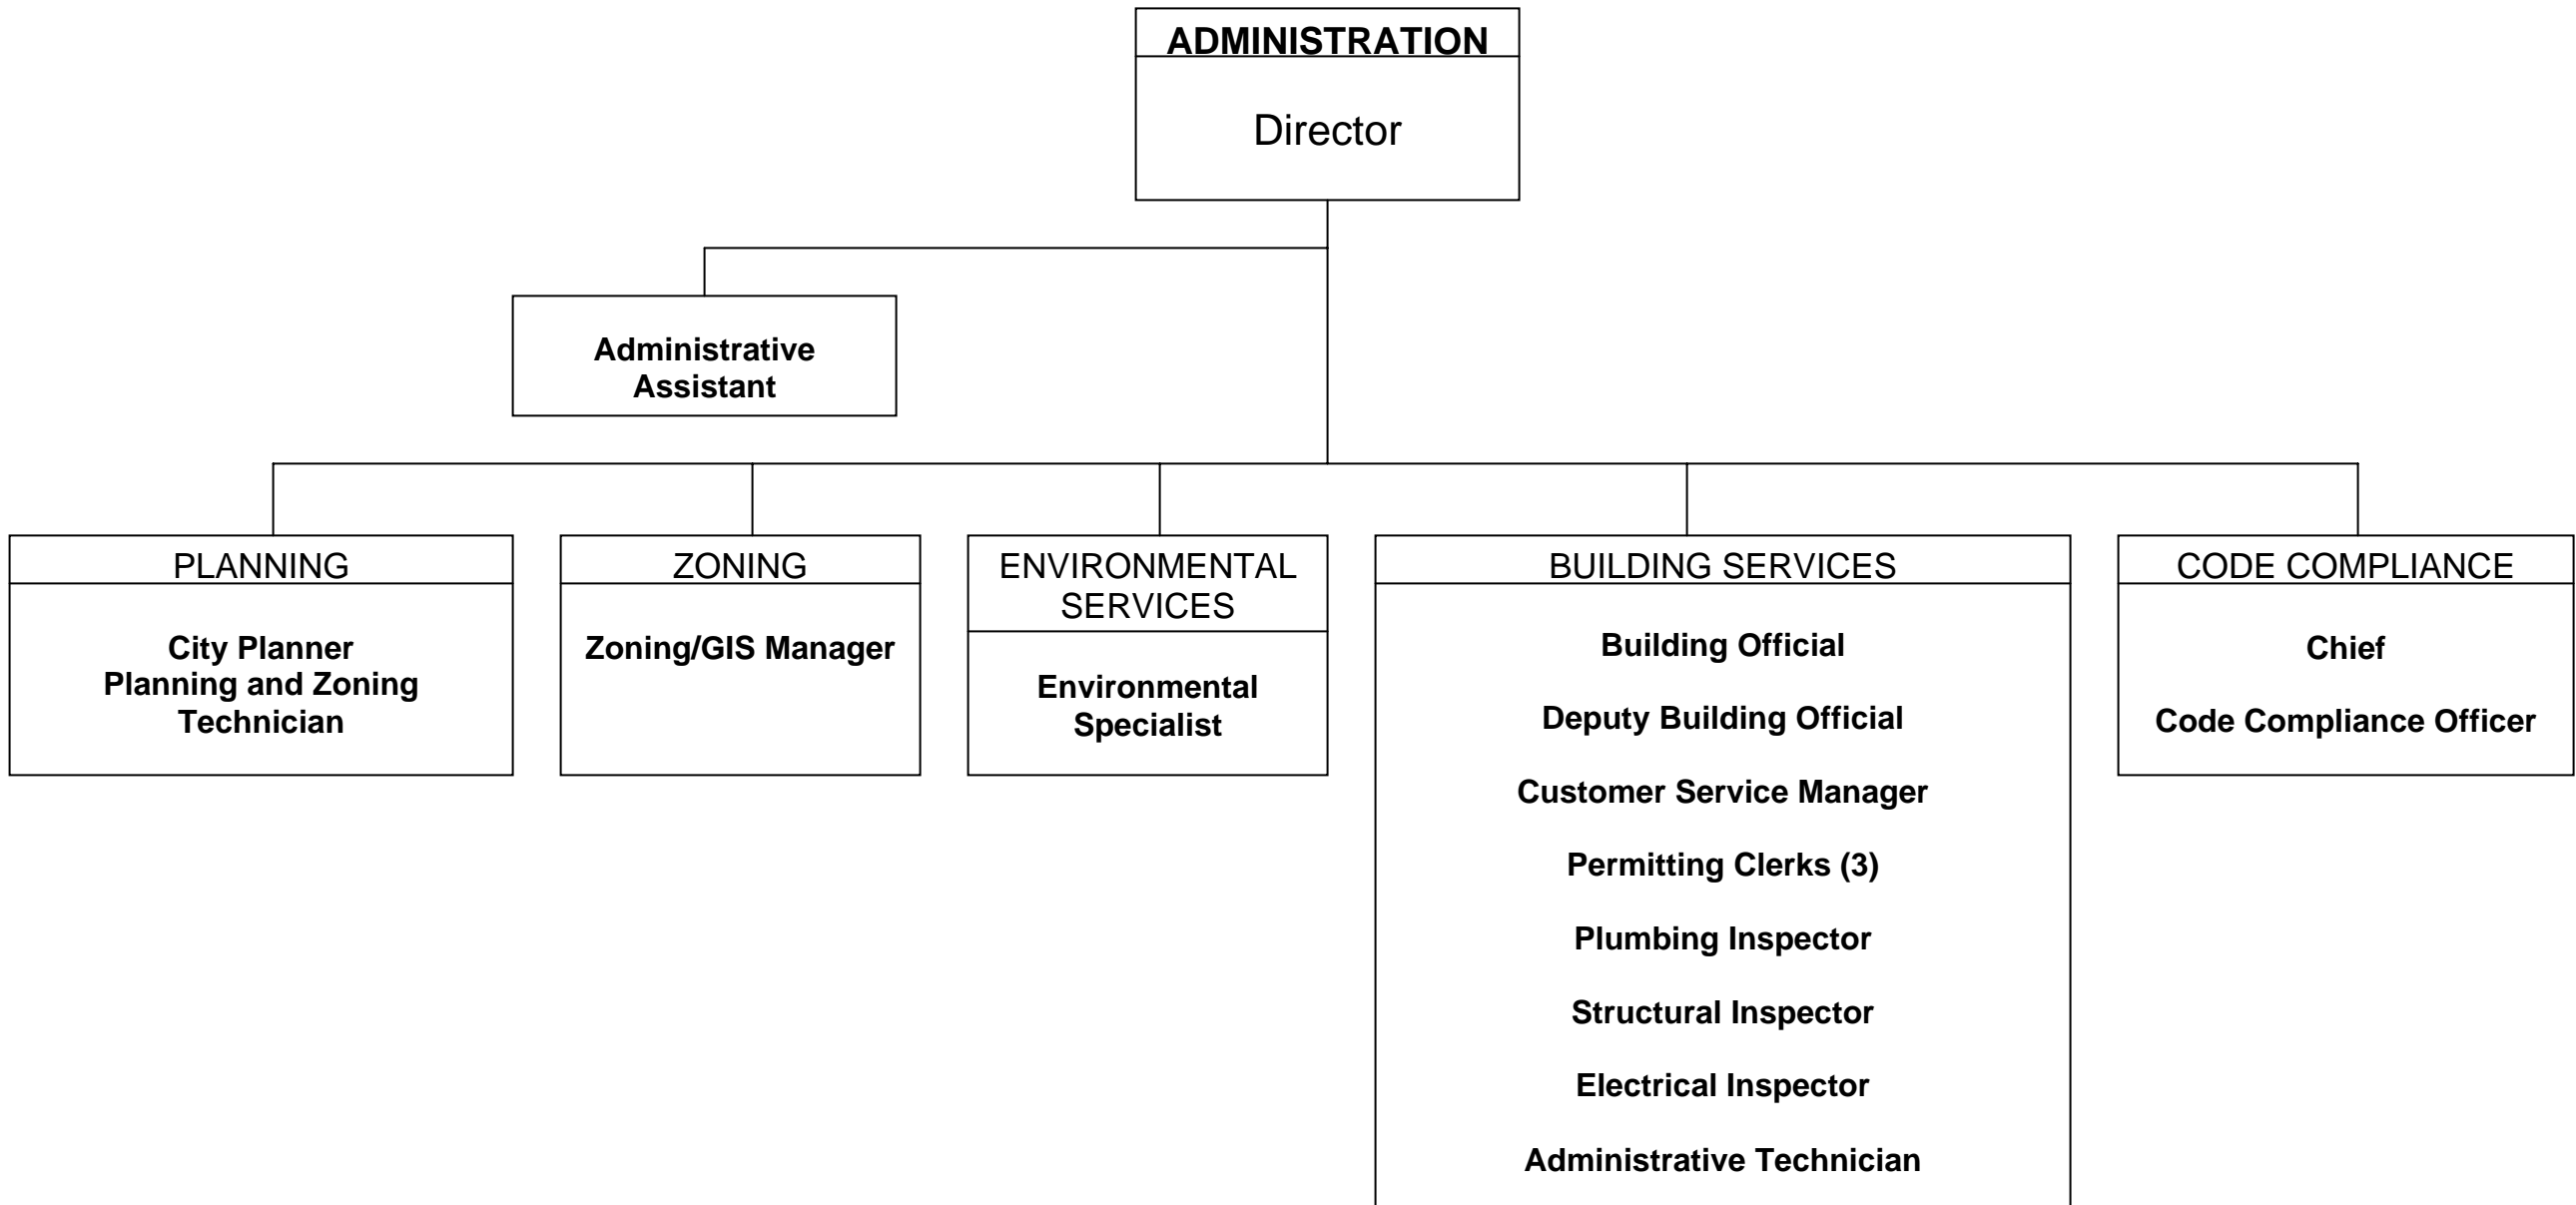 ADMINISTRATION
Director
Administrative
Assistant
PLANNING
City Planner
Planning and Zoning
Technician
ZONING
Zoning/GIS Manager
ENVIRONMENTAL
SERVICES
Environmental
Specialist
BUILDING SERVICES
Building Official
Deputy Building Official
Customer Service Manager
Permitting Clerks (3)
Plumbing Inspector
Structural Inspector
Electrical Inspector
Administrative Technician
CODE COMPLIANCE
Chief
Code Compliance Officer